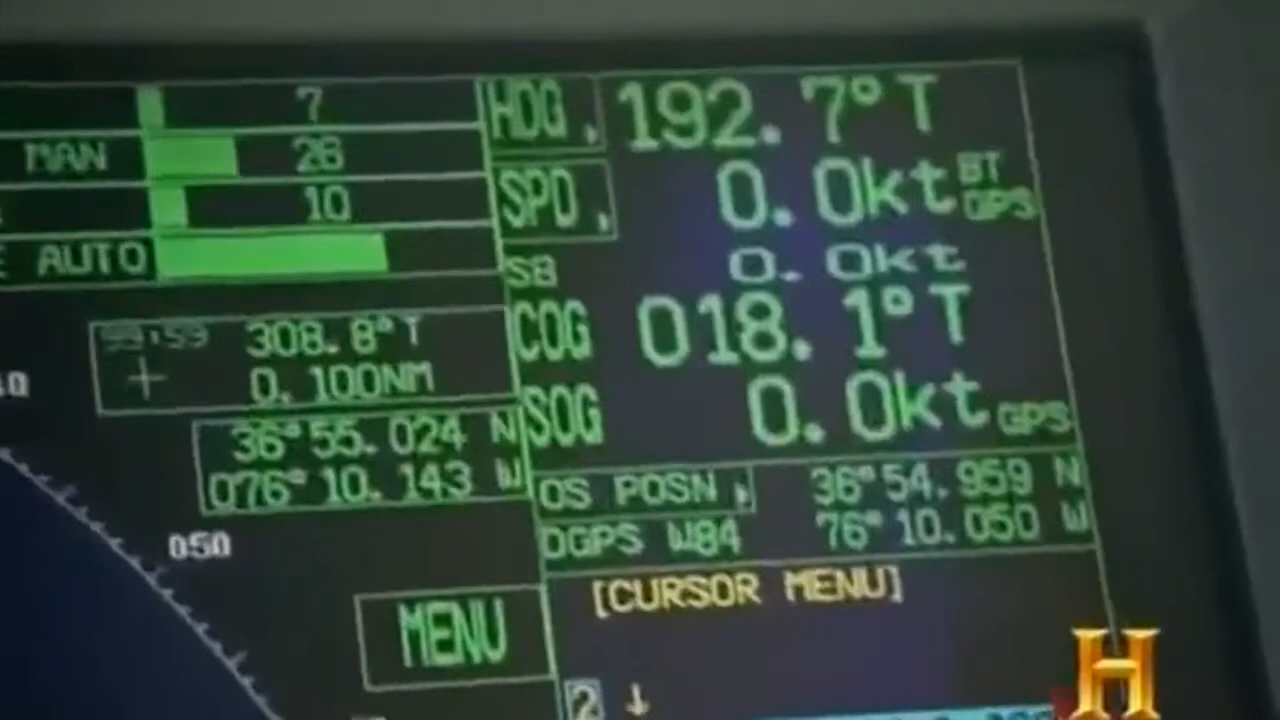 7
MAN 28
10
AUTO
HDG 192.7°T
SPD 0.0kt BT GPS
SB 0.0kt
COG 018.1°T
SOG 0.0kt GPS
99:59 308.8°T
+ 0.100NM
36°55.024 N
076°10.143 W
OS POSN 36°54.959 N
DGPS W84 76°10.050 W
050
[CURSOR MENU]
MENU
2 ↓
H